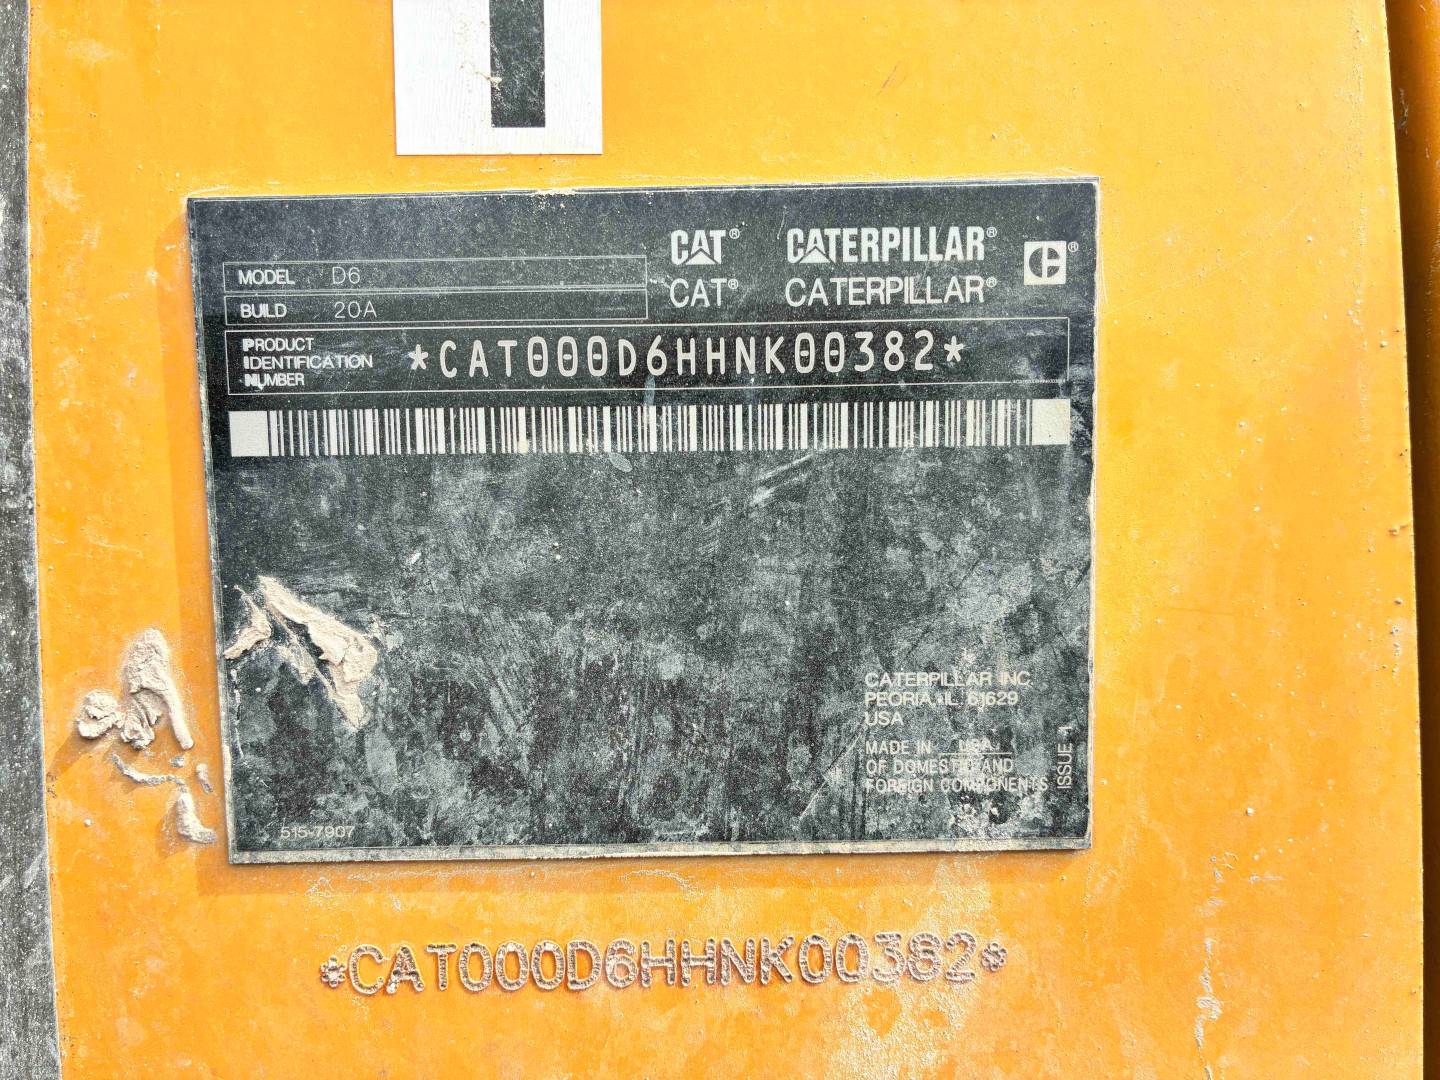 CAT® CATERPILLAR®
CAT® CATERPILLAR®
MODEL D6
BUILD 20A
PRODUCT
IDENTIFICATION
NUMBER
*CAT000D6HHNK00382*
CATERPILLAR INC
PEORIA, IL 61629
USA
MADE IN USA
OF DOMESTIC AND
FOREIGN COMPONENTS
ISSUE 1
515-7907
*CAT000D6HHNK00382*